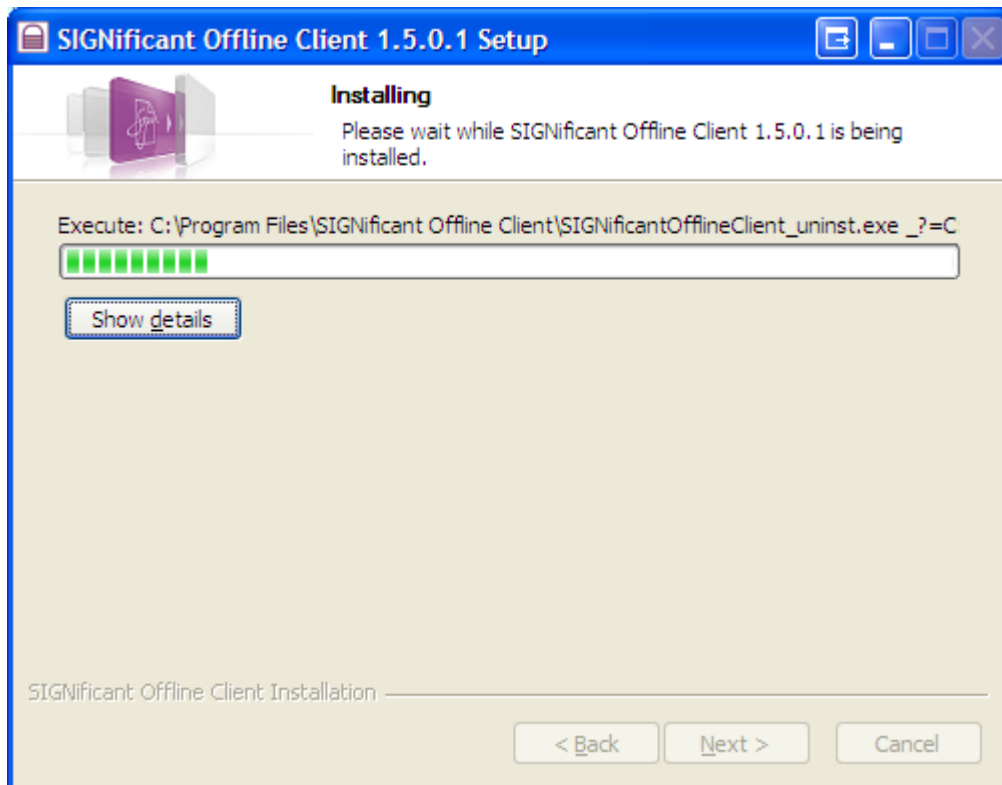 SIGNificant Offline Client 1.5.0.1 Setup
Installing
Please wait while SIGNificant Offline Client 1.5.0.1 is being
installed.
Execute: C:\Program Files\SIGNificant Offline Client\SIGNificantOfflineClient_uninst.exe _?=C
Show details
SIGNificant Offline Client Installation
< Back Next > Cancel